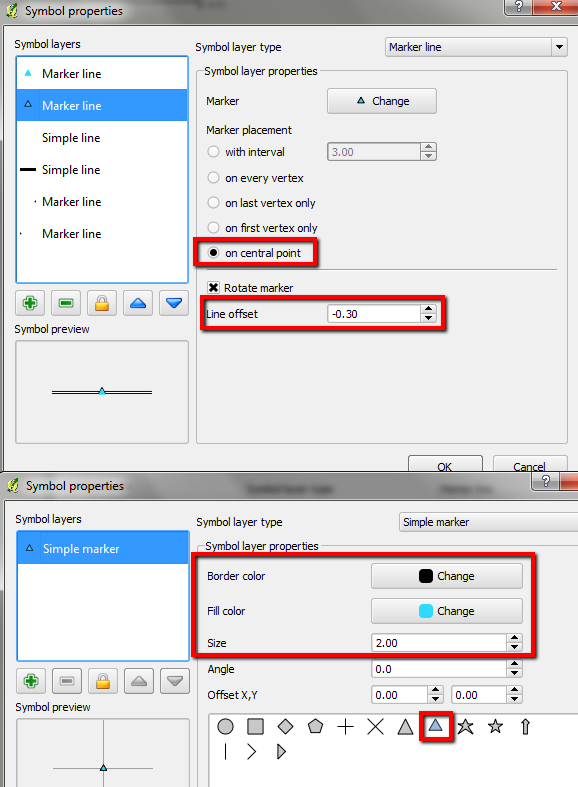 Symbol properties
Symbol layers
Marker line
Marker line
Simple line
Simple line
Marker line
Marker line
Symbol preview
Symbol layer type
Marker line
Symbol layer properties
Marker
Change
Marker placement
with interval
3.00
on every vertex
on last vertex only
on first vertex only
on central point
Rotate marker
Line offset
-0.30
OK
Cancel
Symbol properties
Symbol layers
Simple marker
Symbol preview
Symbol layer type
Simple marker
Symbol layer properties
Border color
Change
Fill color
Change
Size
2.00
Angle
0.0
Offset X,Y
0.00
0.00